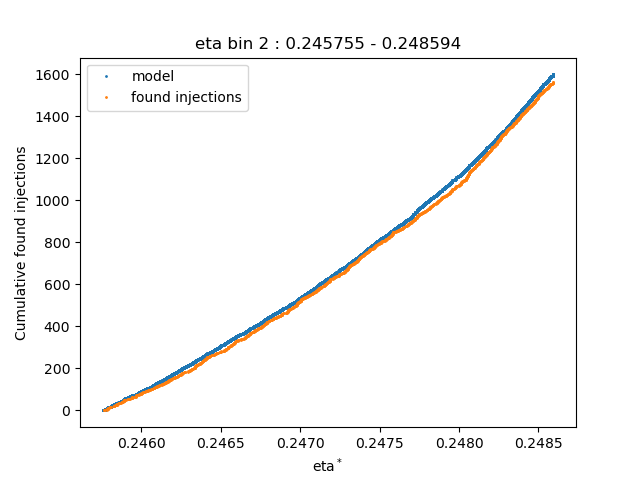 eta bin 2 : 0.245755 - 0.248594
model
found injections
Cumulative found injections
1600
1400
1200
1000
800
600
400
200
0
0.2460 0.2465 0.2470 0.2475 0.2480 0.2485
eta*